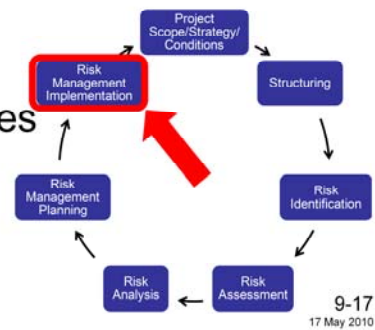 Project
Scope/Strategy/
Conditions
Structuring
Risk
Identification
Risk
Assessment
Risk
Analysis
Risk
Management
Planning
Risk
Management
Implementation
es
9-17
17 May 2010